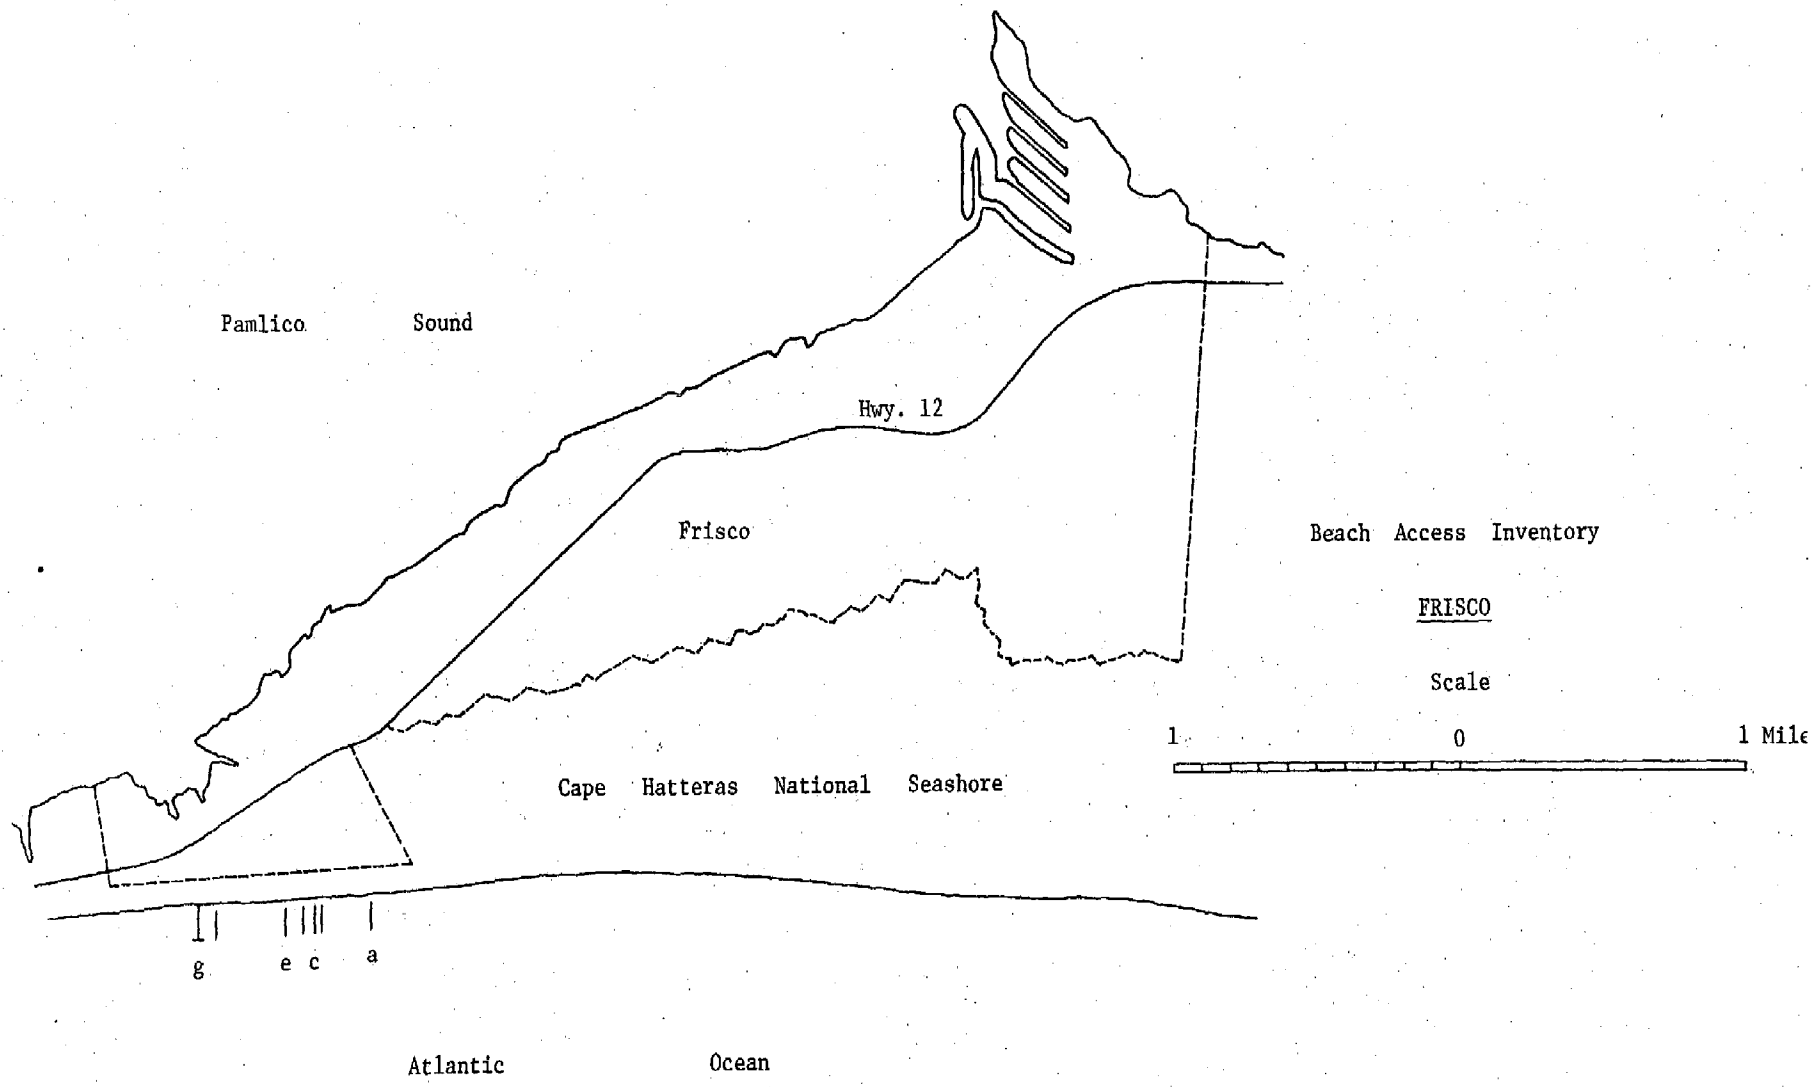 Pamlico Sound
Hwy. 12
Frisco
Beach Access Inventory
FRISCO
Scale
1 0 1 Mile
Cape Hatteras National Seashore
g e c a
Atlantic Ocean